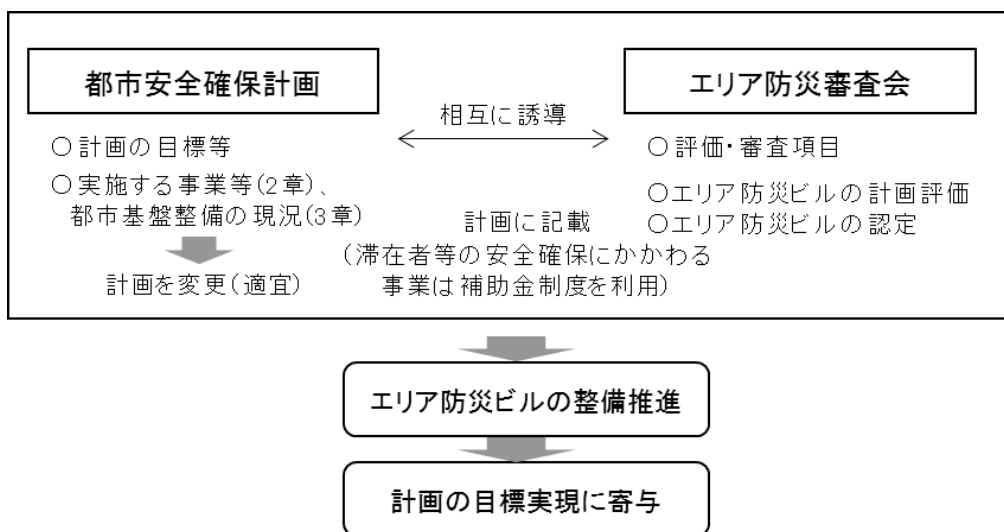 都市安全確保計画
エリア防災審査会
相互に誘導
○計画の目標等
○実施する事業等(2章)、
都市基盤整備の現況(3章)
計画を変更(適宜)
○評価・審査項目
○エリア防災ビルの計画評価
○エリア防災ビルの認定
計画に記載
(滞在者等の安全確保にかかわる
事業は補助金制度を利用)
エリア防災ビルの整備推進
計画の目標実現に寄与